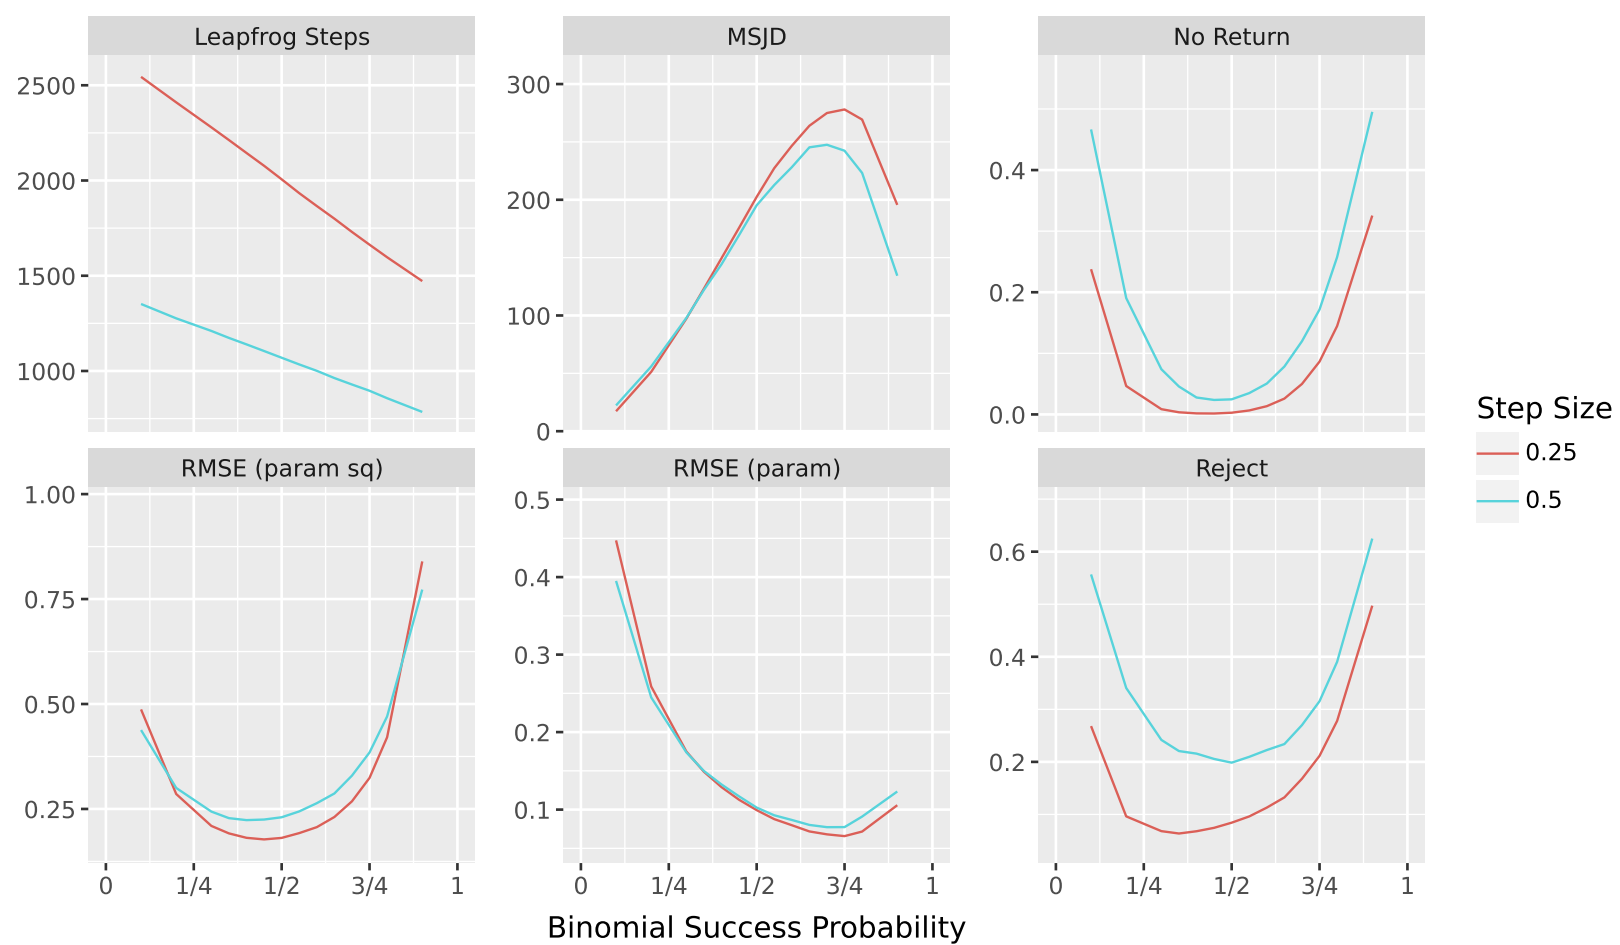 Leapfrog Steps
MSJD
No Return
2500
2000
1500
1000
300
200
100
0
0.4
0.2
0.0
RMSE (param sq)
RMSE (param)
Reject
1.00
0.75
0.50
0.25
0.5
0.4
0.3
0.2
0.1
0.6
0.4
0.2
0 1/4 1/2 3/4 1
0 1/4 1/2 3/4 1
0 1/4 1/2 3/4 1
Binomial Success Probability
Step Size
0.25
0.5